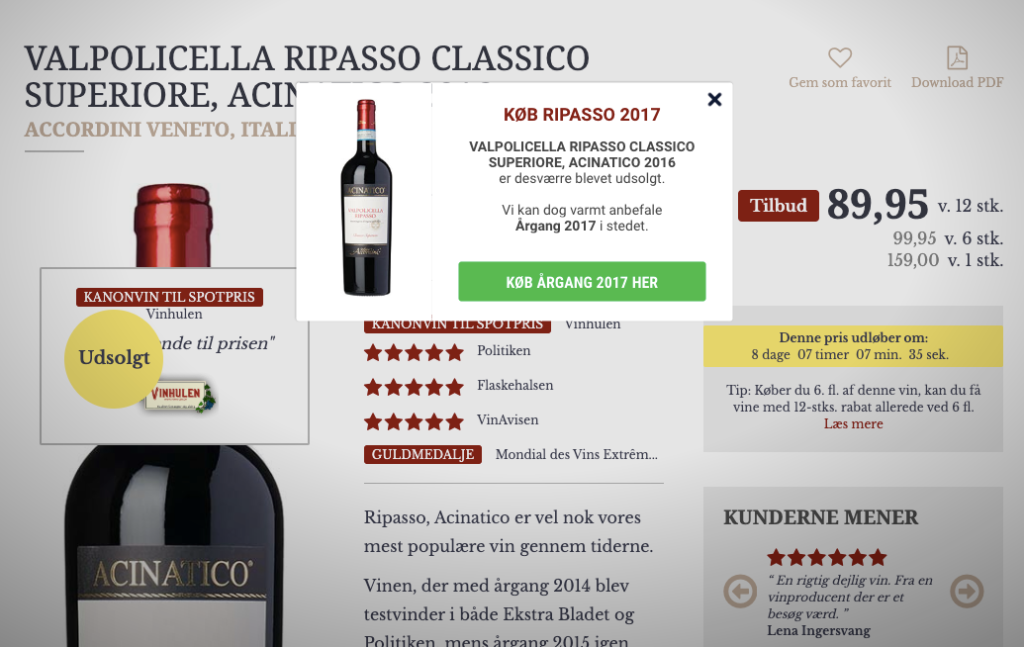 VALPOLICELLA RIPASSO CLASSICO
SUPERIORE,
ACCORDINI VENETO,
Gem som favorit
Download PDF
KØB RIPASSO 2017
VALPOLICELLA RIPASSO CLASSICO
SUPERIORE, ACINATICO 2016
er desværre blevet udsolgt.
Vi kan dog varmt anbefale
Årgang 2017 i stedet.
KØB ÅRGANG 2017 HER
ACINATICO
VALPOLICELLA
RIPASSO
Tilbud 89,95 v. 12 stk.
99,95 v. 6 stk.
159,00 v. 1 stk.
KANONVIN TIL SPOTPRIS
Vinhulen
til prisen"
Udsolgt
VINHULEN
KANONVIN TIL SPOTPRIS Vinhulen
Politiken
Flaskehalsen
VinAvisen
GULDMEDALJE Mondial des Vins Extrêm...
Ripasso, Acinatico er vel nok vores
mest populære vin gennem tiderne.
Vinen, der med årgang 2014 blev
testvinder i både Ekstra Bladet og
Politiken, mens årgang 2015 igen
Denne pris udløber om:
8 dage 07 timer 07 min. 35 sek.
Tip: Køber du 6. fl. af denne vin, kan du få
vine med 12-stks. rabat allerede ved 6 fl.
Læs mere
KUNDERNE MENER
" En rigtig dejlig vin. Fra en
vinproducent der er et
besøg værd. "
Lena Ingersvang
ACINATICO